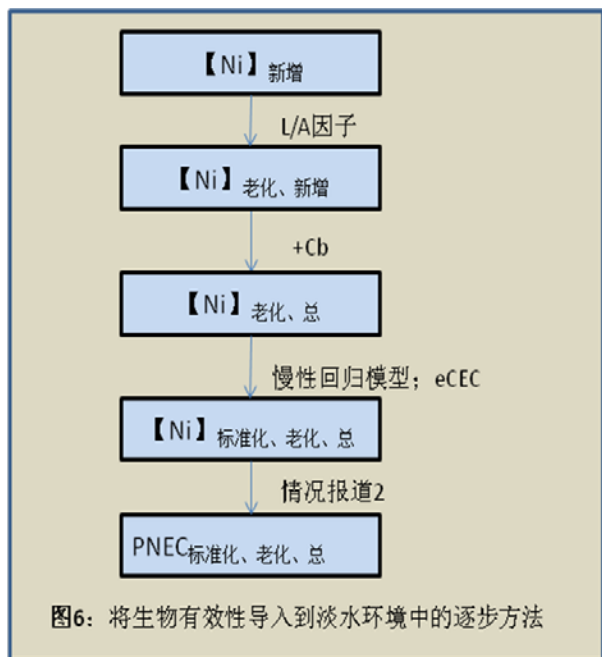 【Ni】新增
L/A因子
【Ni】老化、新增
+Cb
【Ni】老化、总
慢性回归模型；eCEC
【Ni】标准化、老化、总
情况报道2
PNEC标准化、老化、总
图6：将生物有效性导入到淡水环境中的逐步方法